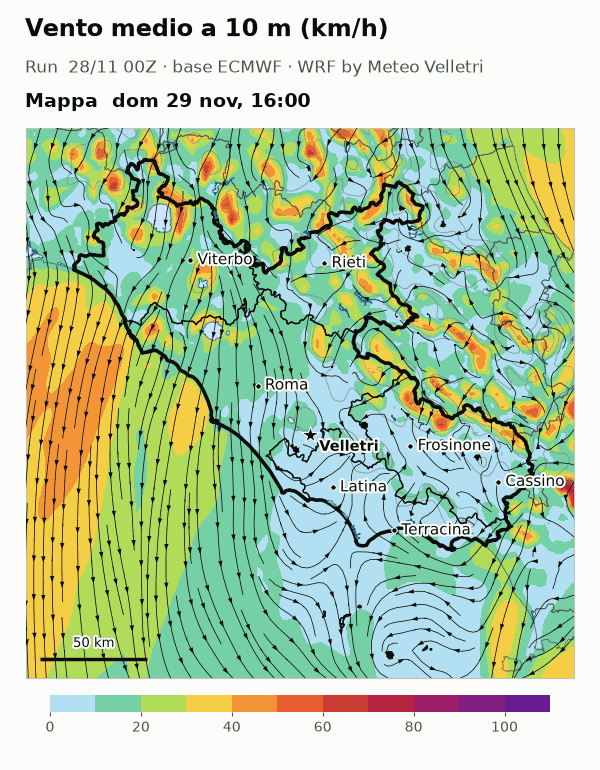 Vento medio a 10 m (km/h)
Run  28/11 00Z · base ECMWF · WRF by Meteo Velletri
Mappa  dom 29 nov, 16:00
Viterbo
Rieti
Roma
Velletri
Frosinone
Latina
Cassino
Terracina
50 km
0 20 40 60 80 100